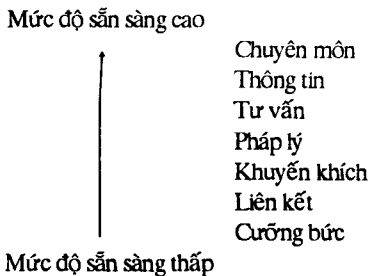 Mức độ sẵn sàng cao
Chuyên môn
Thông tin
Tư vấn
Pháp lý
Khuyến khích
Liên kết
Cưỡng bức
Mức độ sẵn sàng thấp